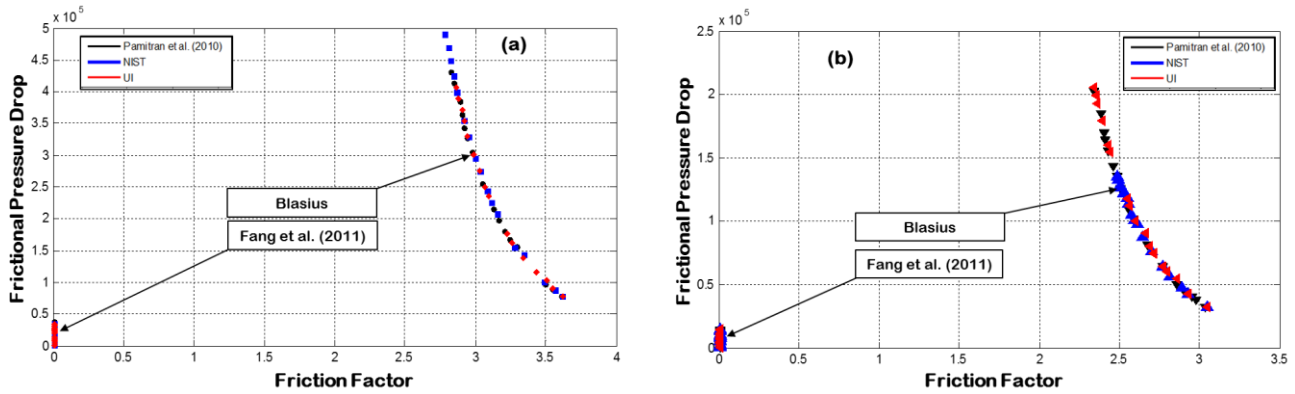 × 10⁵
5
4.5
4
3.5
3
2.5
2
1.5
1
0.5
0
Frictional Pressure Drop
Pamitran et al. (2010)
NIST
UI
(a)
Blasius
Fang et al. (2011)
0 0.5 1 1.5 2 2.5 3 3.5 4
Friction Factor
× 10⁵
2.5
2
1.5
1
0.5
0
Frictional Pressure Drop
(b)
Pamitran et al. (2010)
NIST
UI
Blasius
Fang et al. (2011)
0 0.5 1 1.5 2 2.5 3 3.5
Friction Factor